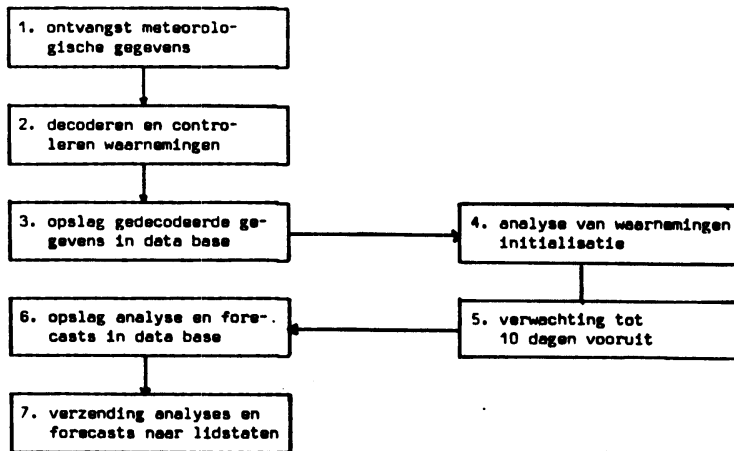 1. ontvangst meteorolo-
gische gegevens
2. decoderen en contro-
leren waarnemingen
3. opslag gedecodeerde ge-
gevens in data base
4. analyse van waarnemingen
initialisatie
5. verwachting tot
10 dagen vooruit
6. opslag analyse en fore-
casts in data base
7. verzending analyses en
forecasts naar lidstaten